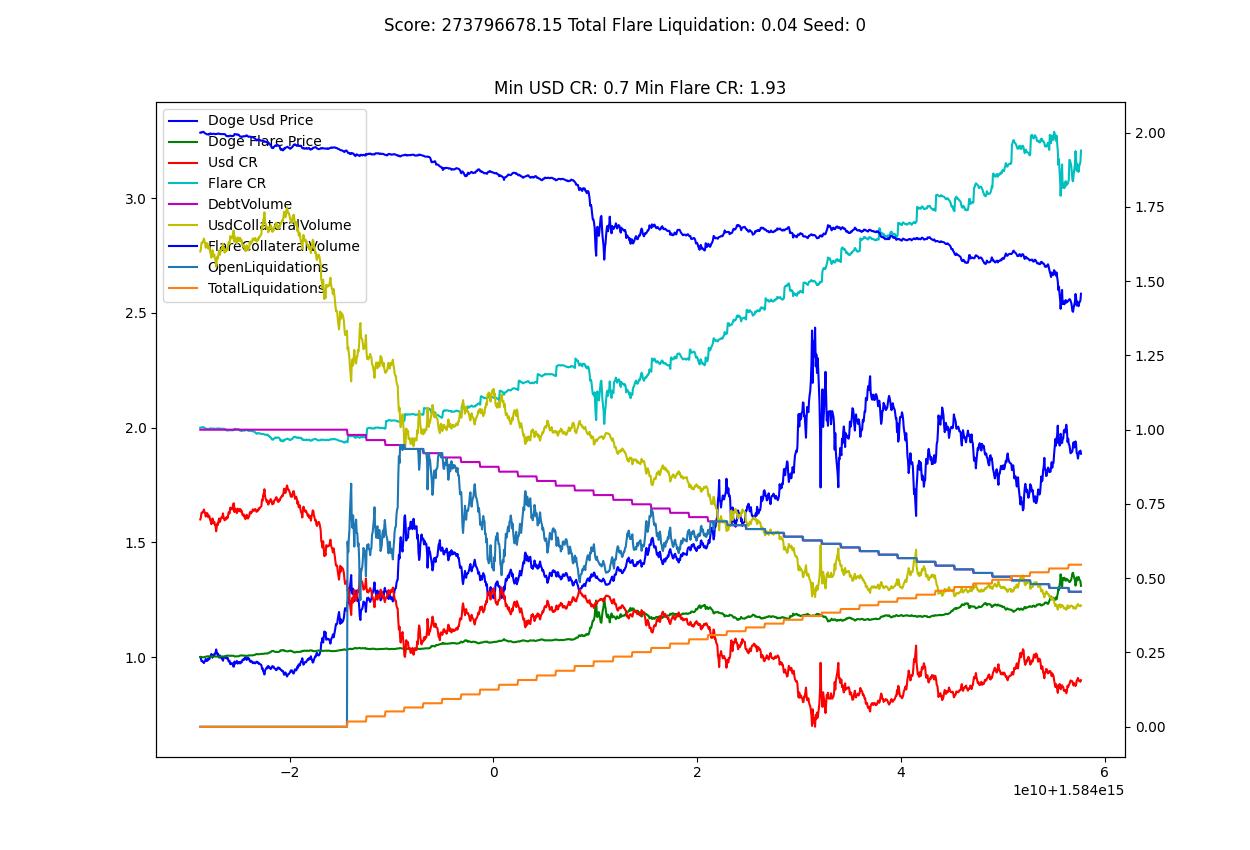 Score: 273796678.15 Total Flare Liquidation: 0.04 Seed: 0
Min USD CR: 0.7 Min Flare CR: 1.93
Doge Usd Price
Doge Flare Price
Usd CR
Flare CR
DebtVolume
UsdCollateralVolume
FlareCollateralVolume
OpenLiquidations
TotalLiquidations
3.0
2.5
2.0
1.5
1.0
2.00
1.75
1.50
1.25
1.00
0.75
0.50
0.25
0.00
−2
0
2
4
6
1e10+1.584e15